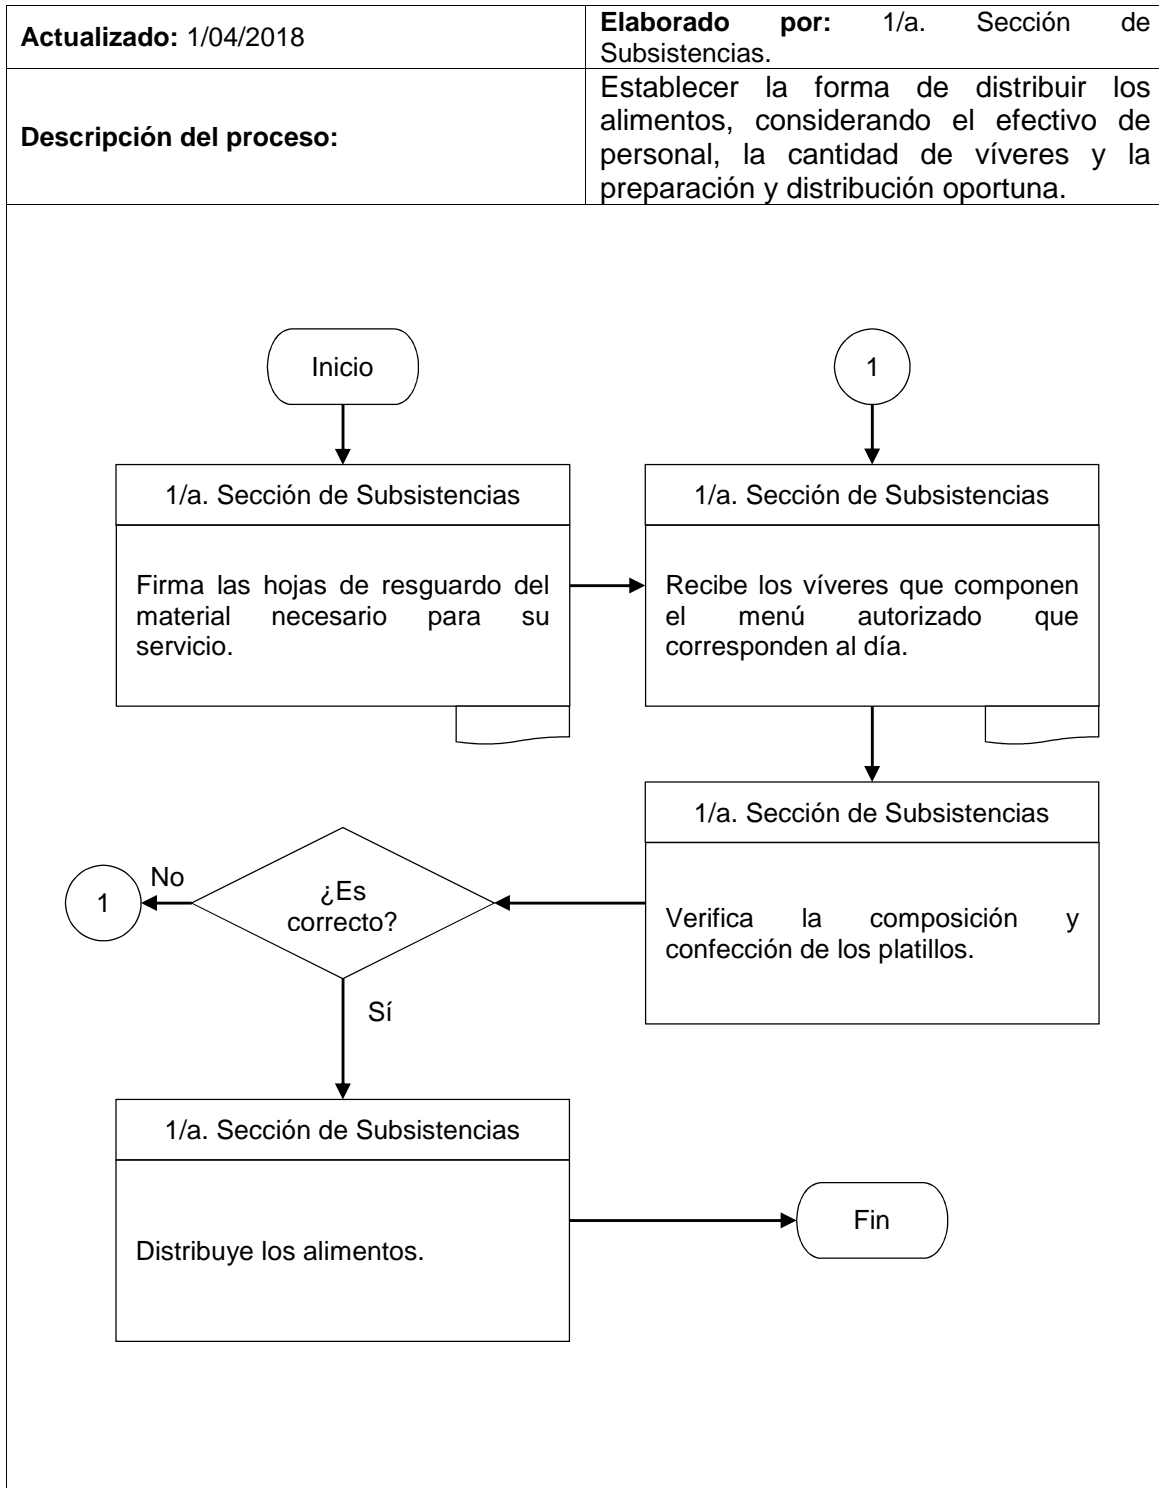 Actualizado: 1/04/2018
Elaborado por: 1/a. Sección de
Subsistencias.
Descripción del proceso:
Establecer la forma de distribuir los
alimentos, considerando el efectivo de
personal, la cantidad de víveres y la
preparación y distribución oportuna.
Inicio
1/a. Sección de Subsistencias
Firma las hojas de resguardo del
material necesario para su
servicio.
1
1/a. Sección de Subsistencias
Recibe los víveres que componen
el menú autorizado que
corresponden al día.
1/a. Sección de Subsistencias
Verifica la composición y
confección de los platillos.
¿Es
correcto?
No
1
Sí
1/a. Sección de Subsistencias
Distribuye los alimentos.
Fin